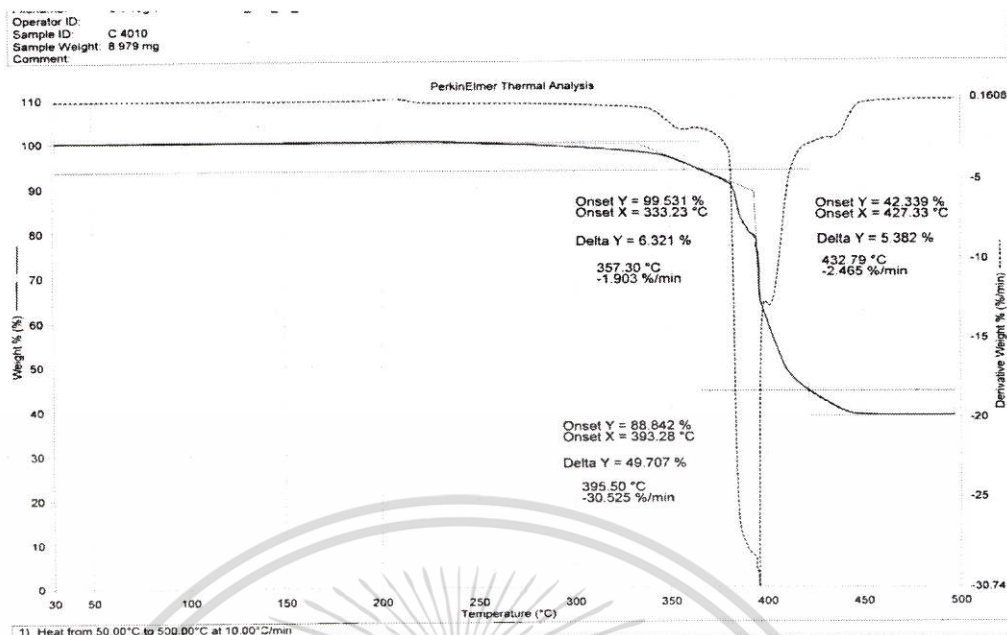 Operator ID:
Sample ID: C 4010
Sample Weight: 8.979 mg
Comment:
PerkinElmer Thermal Analysis
110
100
90
80
70
60
50
40
30
20
10
0
Weight % (%)
0.1608
-5
-10
-15
-20
-25
-30.74
Derivative Weight % (%/min)
Onset Y = 99.531 %
Onset X = 333.23 °C
Delta Y = 6.321 %
357.30 °C
-1.903 %/min
Onset Y = 42.339 %
Onset X = 427.33 °C
Delta Y = 5.382 %
432.79 °C
-2.465 %/min
Onset Y = 88.842 %
Onset X = 393.28 °C
Delta Y = 49.707 %
395.50 °C
-30.525 %/min
30 50 100 150 200 250 300 350 400 450 500
Temperature (°C)
1) Heat from 50.00°C to 500.00°C at 10.00°C/min